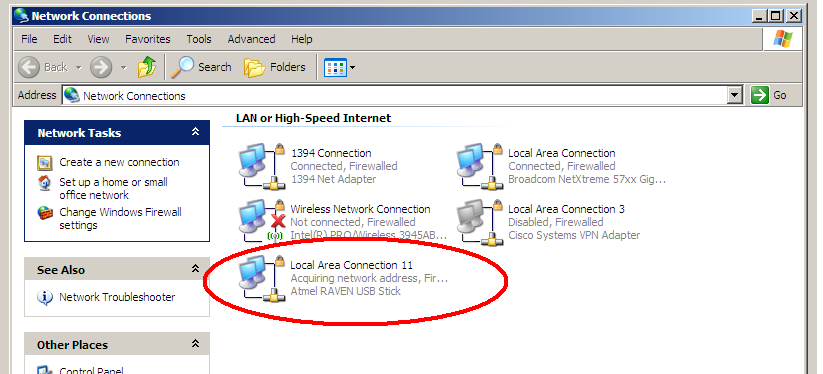 Network Connections
File Edit View Favorites Tools Advanced Help
Back Search Folders
Address Network Connections Go
Network Tasks
Create a new connection
Set up a home or small
office network
Change Windows Firewall
settings
See Also
Network Troubleshooter
Other Places
Control Panel
LAN or High-Speed Internet
1394 Connection
Connected, Firewalled
1394 Net Adapter
Local Area Connection
Connected, Firewalled
Broadcom NetXtreme 57xx Gig...
Wireless Network Connection
Not connected, Firewalled
Intel(R) PRO/Wireless 3945AB...
Local Area Connection 3
Disabled, Firewalled
Cisco Systems VPN Adapter
Local Area Connection 11
Acquiring network address, Fir...
Atmel RAVEN USB Stick